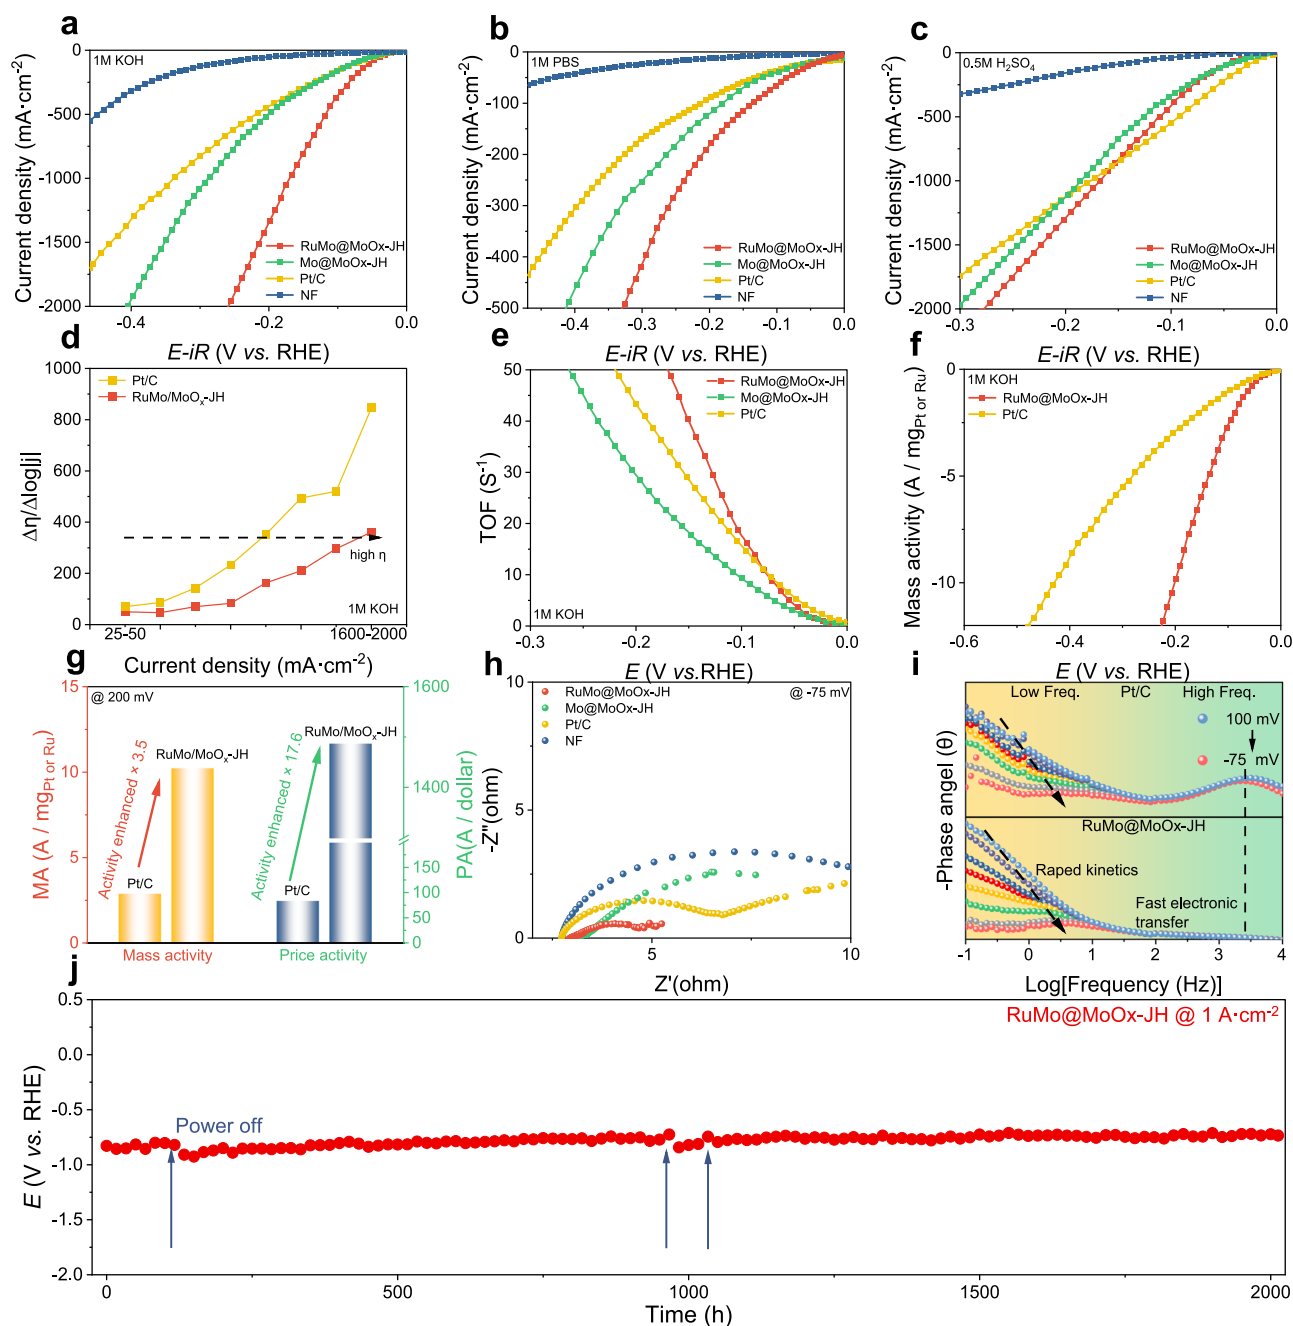 a
1M KOH
Current density (mA·cm⁻²)
0
-500
-1000
-1500
-2000
-0.4
-0.2
0.0
E-iR (V vs. RHE)
RuMo@MoOx-JH
Mo@MoOx-JH
Pt/C
NF
b
1M PBS
Current density (mA·cm⁻²)
0
-100
-200
-300
-400
-500
-0.4
-0.3
-0.2
-0.1
0.0
E-iR (V vs. RHE)
RuMo@MoOx-JH
Mo@MoOx-JH
Pt/C
NF
c
0.5M H₂SO₄
Current density (mA·cm⁻²)
0
-500
-1000
-1500
-2000
-0.3
-0.2
-0.1
0.0
E-iR (V vs. RHE)
RuMo@MoOx-JH
Mo@MoOx-JH
Pt/C
NF
d
Pt/C
RuMo/MoOₓ-JH
Δη/Δlog|j|
1000
800
600
400
200
0
high η
1M KOH
25-50
1600-2000
Current density (mA·cm⁻²)
e
RuMo@MoOx-JH
Mo@MoOx-JH
Pt/C
TOF (S⁻¹)
50
40
30
20
10
0
1M KOH
-0.3
-0.2
-0.1
0.0
E (V vs.RHE)
f
1M KOH
RuMo@MoOx-JH
Pt/C
Mass activity (A / mg Pt or Ru)
0
-5
-10
-0.6
-0.4
-0.2
0.0
E (V vs.RHE)
g
@ 200 mV
MA (A / mg Pt or Ru)
15
10
5
0
Activity enhanced × 3.5
Pt/C
RuMo/MoOₓ-JH
Mass activity
Activity enhanced × 17.6
Pt/C
RuMo/MoOₓ-JH
Price activity
1600
1400
150
100
50
0
PA(A / dollar)
h
RuMo@MoOx-JH
Mo@MoOx-JH
Pt/C
NF
@ -75 mV
-Z"(ohm)
-10
-5
0
5
10
Z'(ohm)
i
Low Freq.
Pt/C
High Freq.
100 mV
-75 mV
-Phase angel (θ)
RuMo@MoOx-JH
Raped kinetics
Fast electronic
transfer
-1
0
1
2
3
4
Log[Frequency (Hz)]
j
RuMo@MoOx-JH @ 1 A·cm⁻²
E (V vs. RHE)
0.5
0.0
-0.5
-1.0
-1.5
-2.0
Power off
0
500
1000
1500
2000
Time (h)